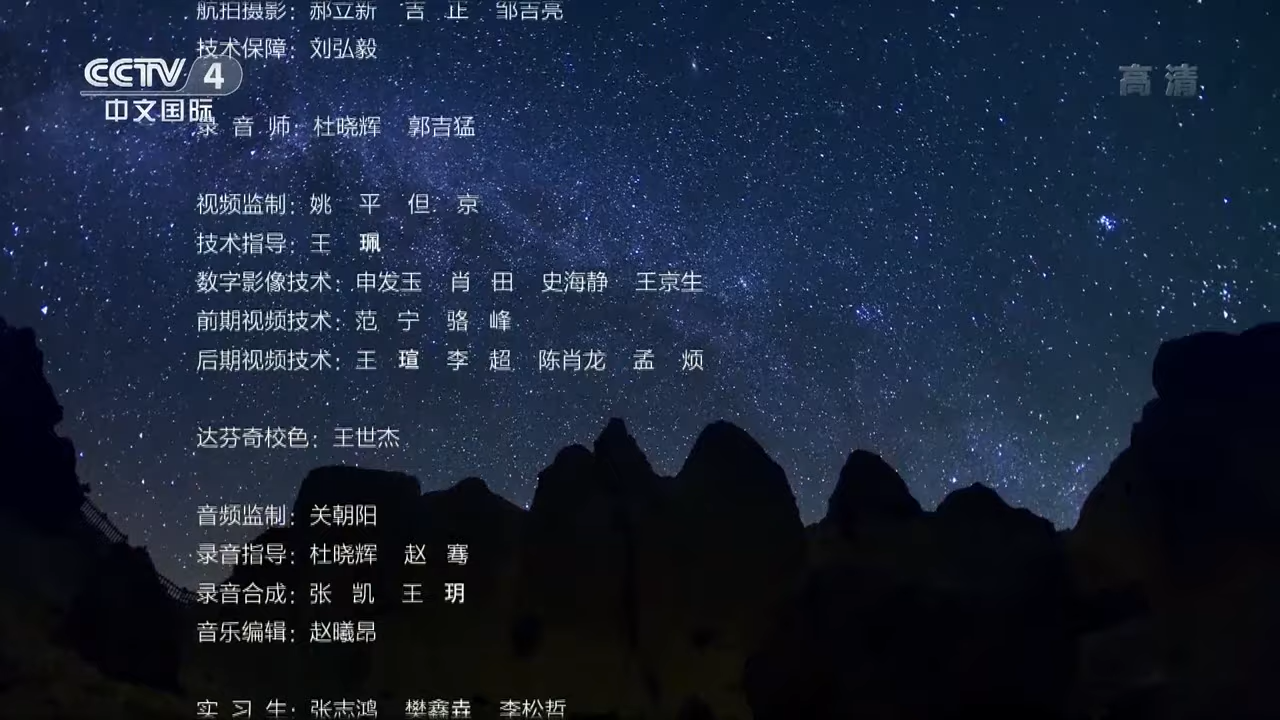 航拍摄影：郝立新 吉 正 邹吉亮
技术保障：刘弘毅
CCTV 4
中文国际
高清
录 音 师：杜晓辉 郭吉猛
视频监制：姚 平 但 京
技术指导：王 珮
数字影像技术：申发玉 肖 田 史海静 王京生
前期视频技术：范 宁 骆 峰
后期视频技术：王 瑄 李 超 陈肖龙 孟 烦
达芬奇校色：王世杰
音频监制：关朝阳
录音指导：杜晓辉 赵 骞
录音合成：张 凯 王 玥
音乐编辑：赵曦昂
实 习 生：张志鸿 樊鑫垚 李松哲